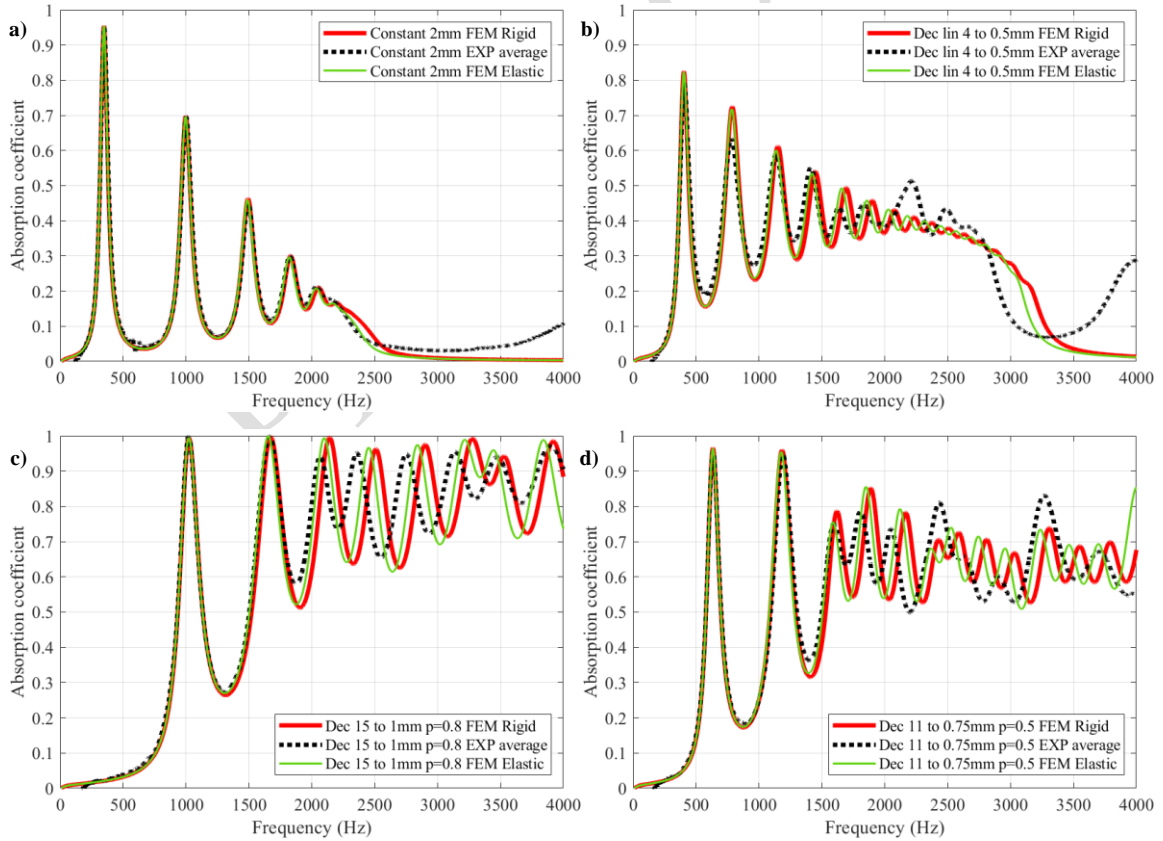 a)
1
0.9
0.8
0.7
0.6
0.5
0.4
0.3
0.2
0.1
0
Absorption coefficient
Constant 2mm FEM Rigid
Constant 2mm EXP average
Constant 2mm FEM Elastic
0 500 1000 1500 2000 2500 3000 3500 4000
Frequency (Hz)
b)
1
0.9
0.8
0.7
0.6
0.5
0.4
0.3
0.2
0.1
0
Absorption coefficient
Dec lin 4 to 0.5mm FEM Rigid
Dec lin 4 to 0.5mm EXP average
Dec lin 4 to 0.5mm FEM Elastic
0 500 1000 1500 2000 2500 3000 3500 4000
Frequency (Hz)
c)
1
0.9
0.8
0.7
0.6
0.5
0.4
0.3
0.2
0.1
0
Absorption coefficient
Dec 15 to 1mm p=0.8 FEM Rigid
Dec 15 to 1mm p=0.8 EXP average
Dec 15 to 1mm p=0.8 FEM Elastic
0 500 1000 1500 2000 2500 3000 3500 4000
Frequency (Hz)
d)
1
0.9
0.8
0.7
0.6
0.5
0.4
0.3
0.2
0.1
0
Absorption coefficient
Dec 11 to 0.75mm p=0.5 FEM Rigid
Dec 11 to 0.75mm p=0.5 EXP average
Dec 11 to 0.75mm p=0.5 FEM Elastic
0 500 1000 1500 2000 2500 3000 3500 4000
Frequency (Hz)